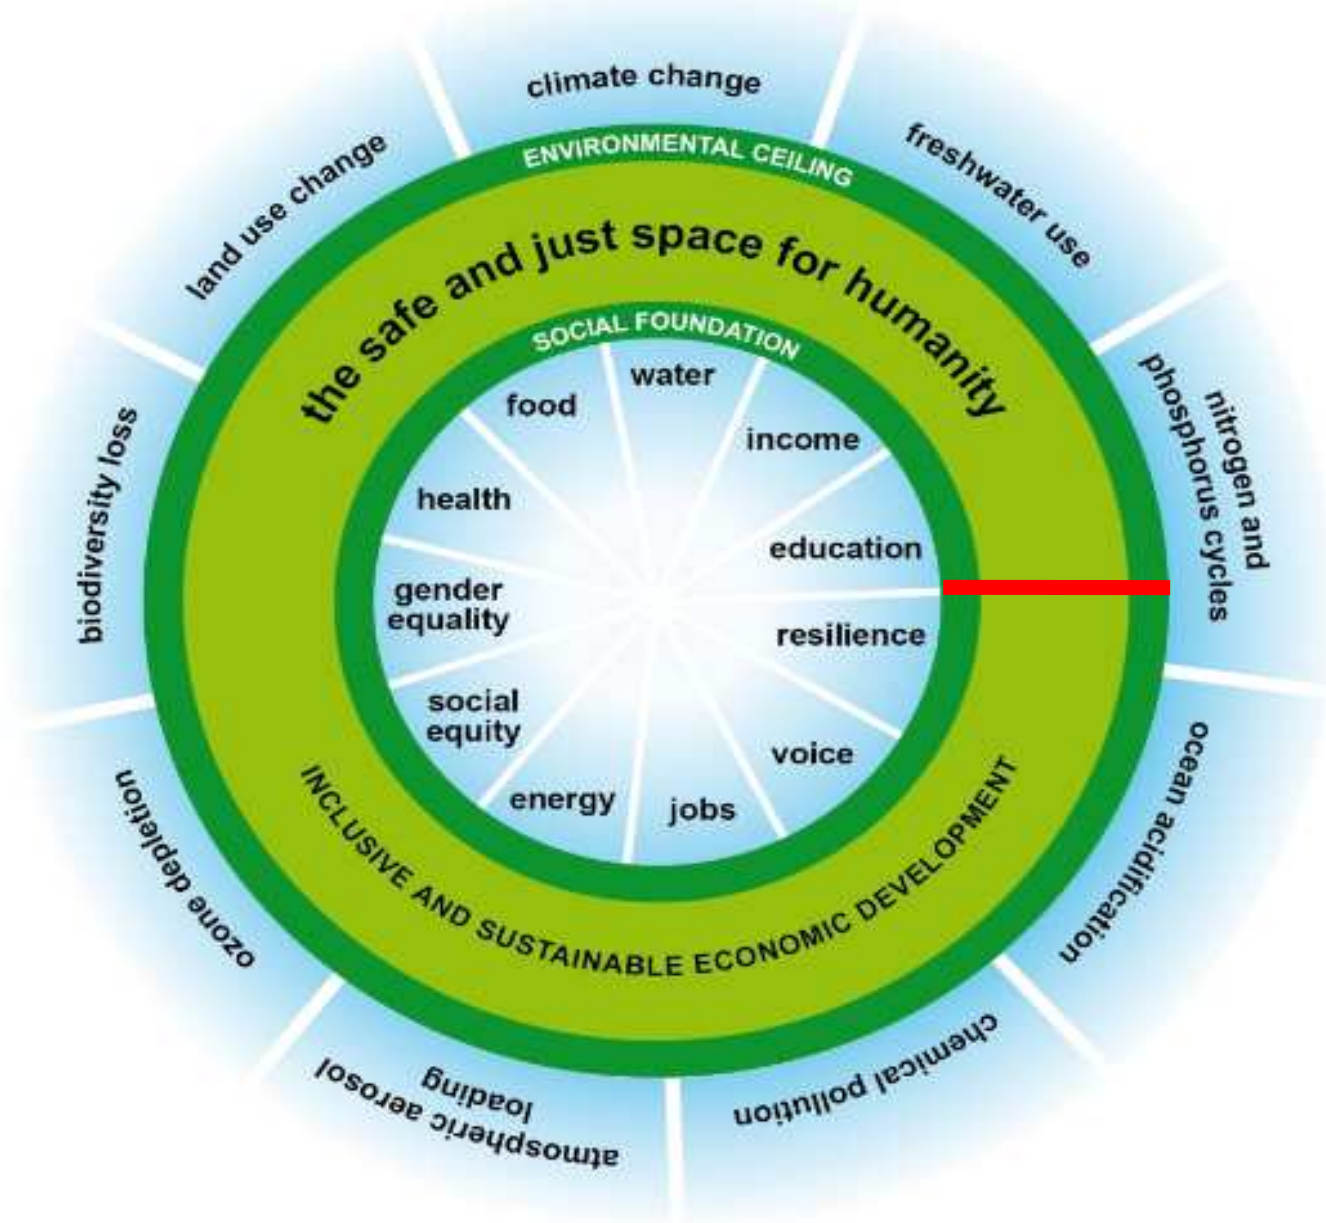 climate change
freshwater use
nitrogen and
phosphorus cycles
ocean acidification
chemical pollution
atmospheric aerosol
loading
ozone depletion
biodiversity loss
land use change
ENVIRONMENTAL CEILING
the safe and just space for humanity
SOCIAL FOUNDATION
water
income
education
resilience
voice
jobs
energy
social
equity
gender
equality
health
food
INCLUSIVE AND SUSTAINABLE ECONOMIC DEVELOPMENT